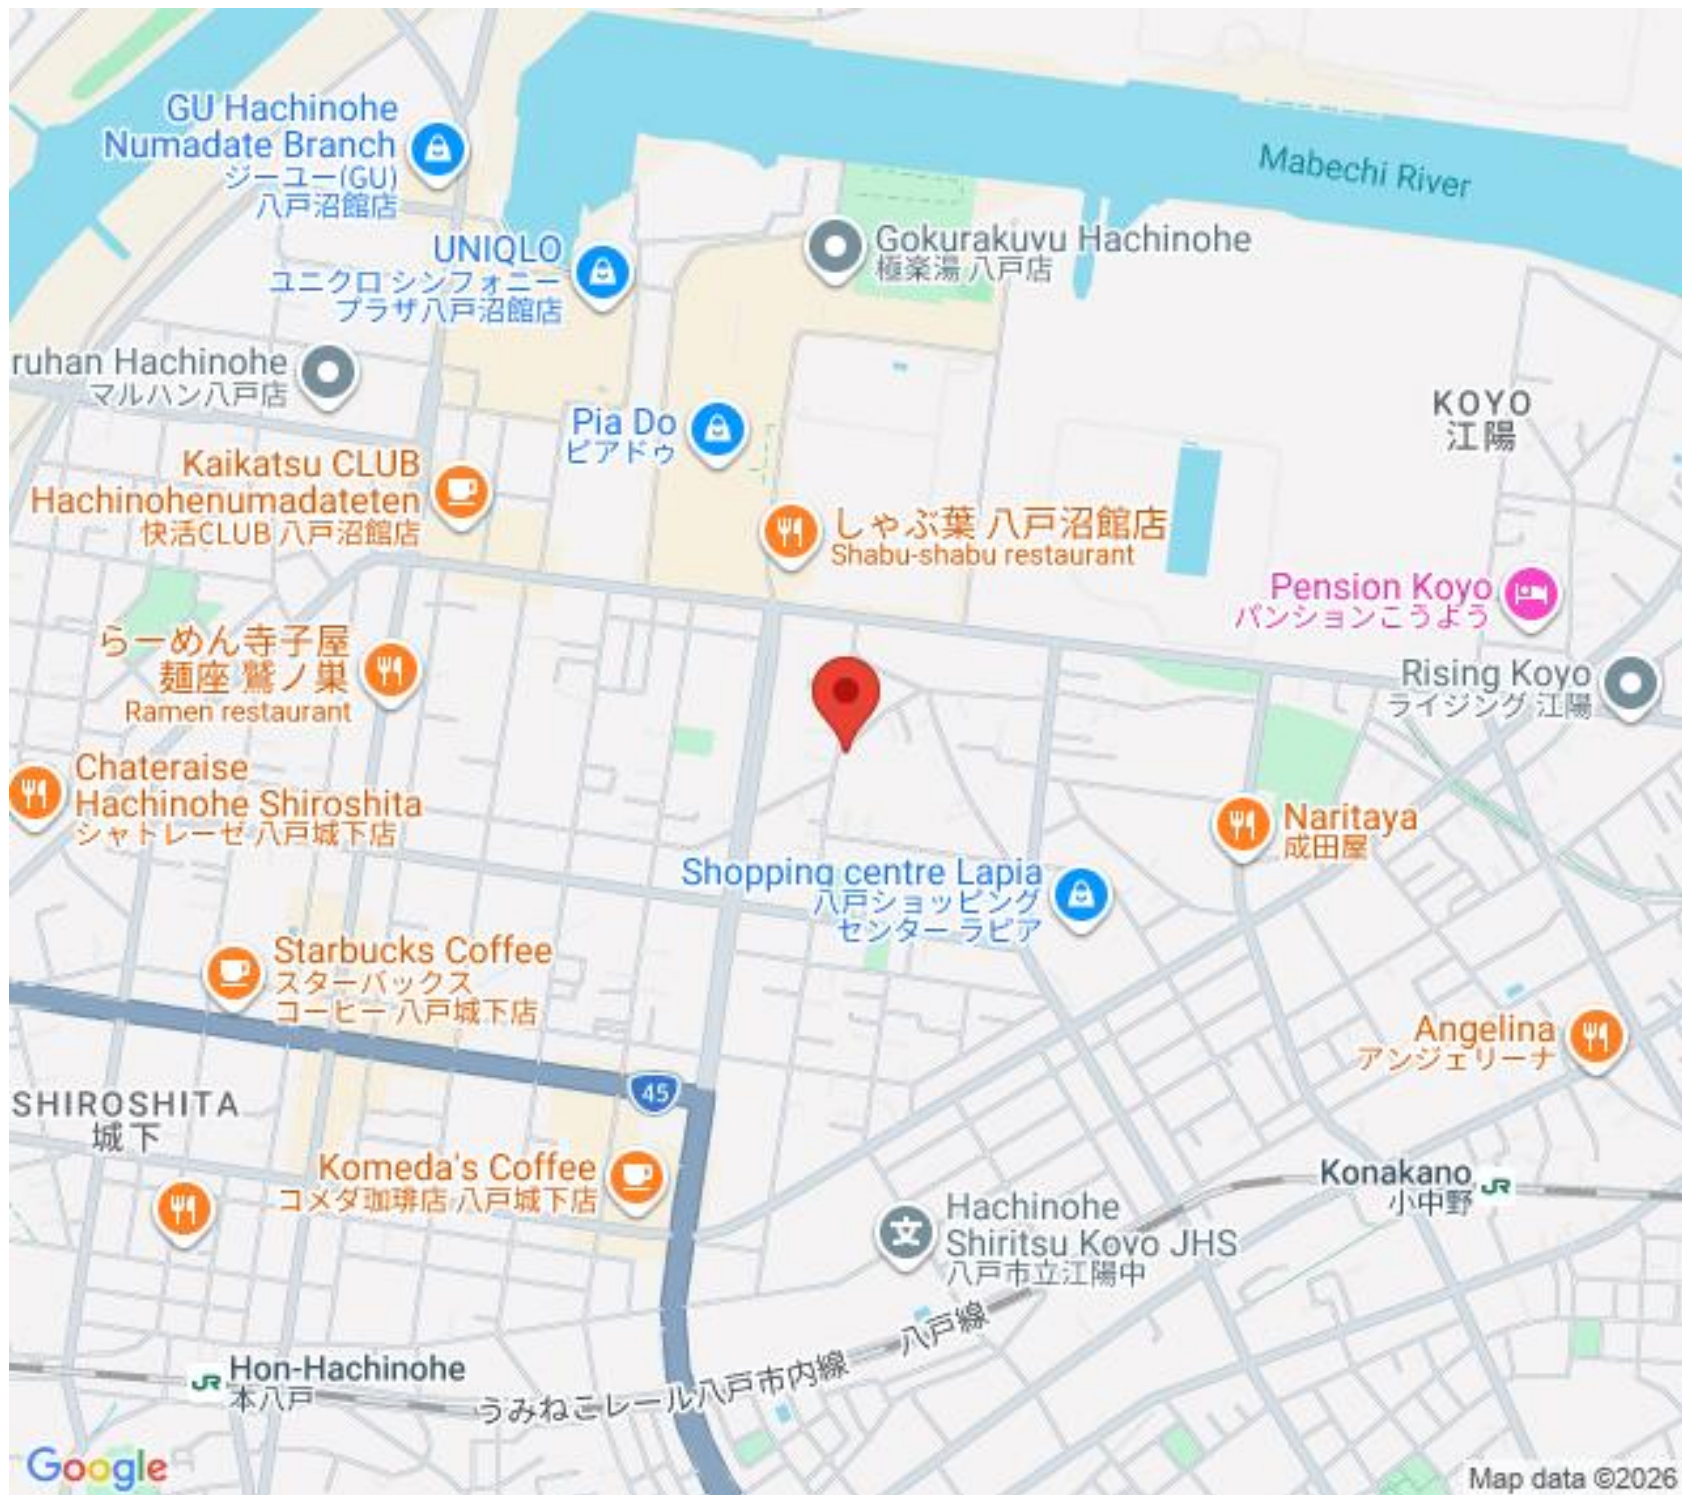 GU Hachinohe
Numadate Branch
ジーユー(GU)
八戸沼館店
Mabechi River
UNIQLO
ユニクロ シンフォニー
プラザ八戸沼館店
Gokurakuyu Hachinohe
極楽湯 八戸店
ruhan Hachinohe
マルハン八戸店
Pia Do
ピアドゥ
KOYO
江陽
Kaikatsu CLUB
Hachinohenumadateten
快活CLUB 八戸沼館店
しゃぶ葉 八戸沼館店
Shabu-shabu restaurant
Pension Koyo
パンションこうよう
らーめん寺子屋
麺座 鷲ノ巣
Ramen restaurant
Rising Koyo
ライジング 江陽
Chateraise
Hachinohe Shiroshita
シャトレーゼ 八戸城下店
Naritaya
成田屋
Shopping centre Lapia
八戸ショッピング
センター ラピア
Starbucks Coffee
スターバックス
コーヒー 八戸城下店
Angelina
アンジェリーナ
45
SHIROSHITA
城下
Komeda's Coffee
コメダ珈琲店 八戸城下店
Konakano
小中野
JR
文
Hachinohe
Shiritsu Koyo JHS
八戸市立江陽中
JR
Hon-Hachinohe
本八戸
うみねこレール八戸市内線
八戸線
Google
Map data ©2026